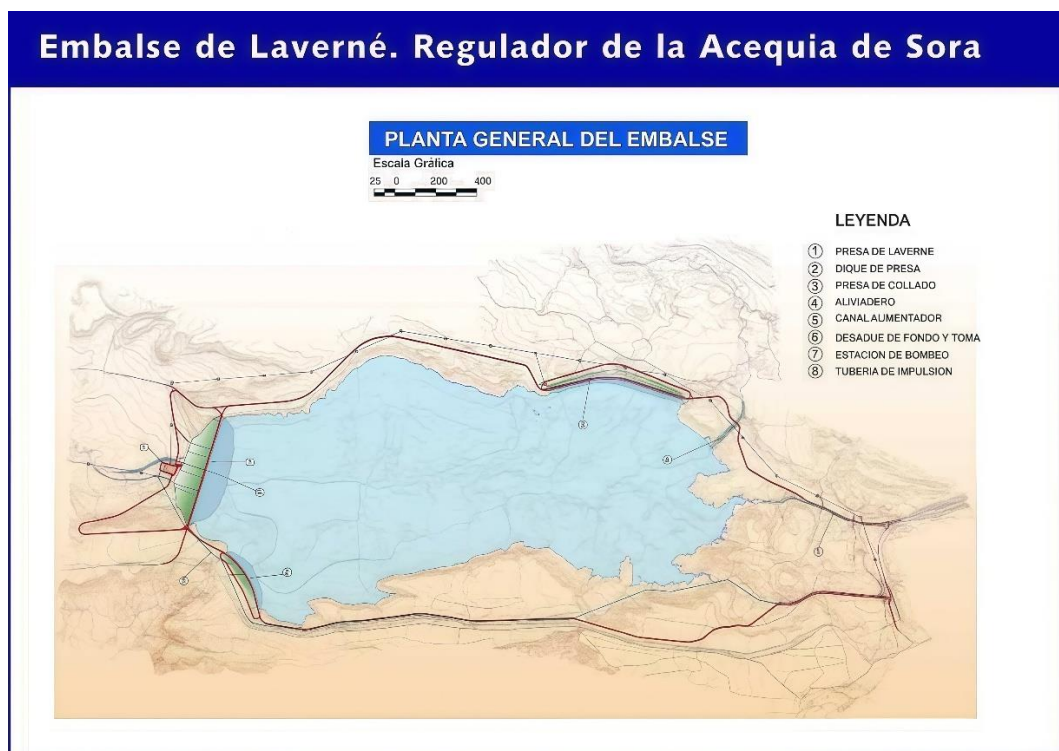 Embalse de Laverné. Regulador de la Acequia de Sora
PLANTA GENERAL DEL EMBALSE
Escala Gráfica
25 0 200 400
LEYENDA
1 PRESA DE LAVERNE
2 DIQUE DE PRESA
3 PRESA DE COLLADO
4 ALIVIADERO
5 CANAL AUMENTADOR
6 DESADUE DE FONDO Y TOMA
7 ESTACION DE BOMBEO
8 TUBERIA DE IMPULSION